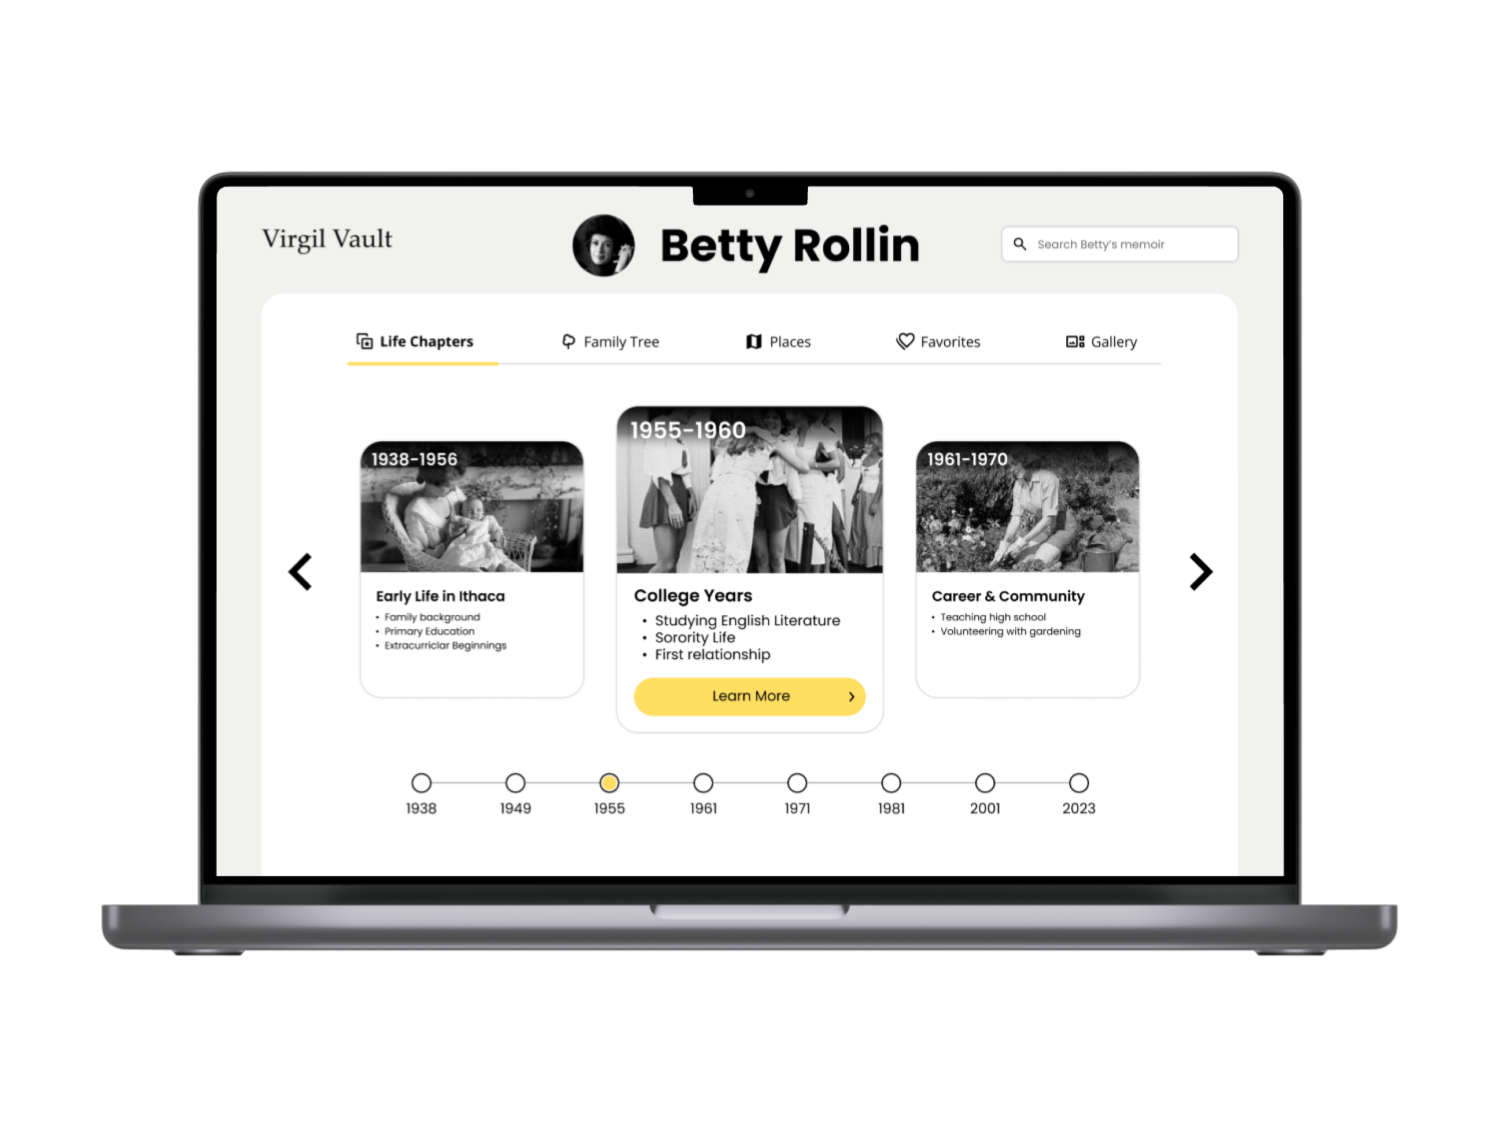 Virgil Vault
Betty Rollin
Search Betty's memoir
Life Chapters
Family Tree
Places
Favorites
Gallery
1938-1956
Early Life in Ithaca
• Family background
• Primary Education
• Extracurriclar Beginnings
1955-1960
College Years
• Studying English Literature
• Sorority Life
• First relationship
Learn More
1961-1970
Career & Community
• Teaching high school
• Volunteering with gardening
1938
1949
1955
1961
1971
1981
2001
2023